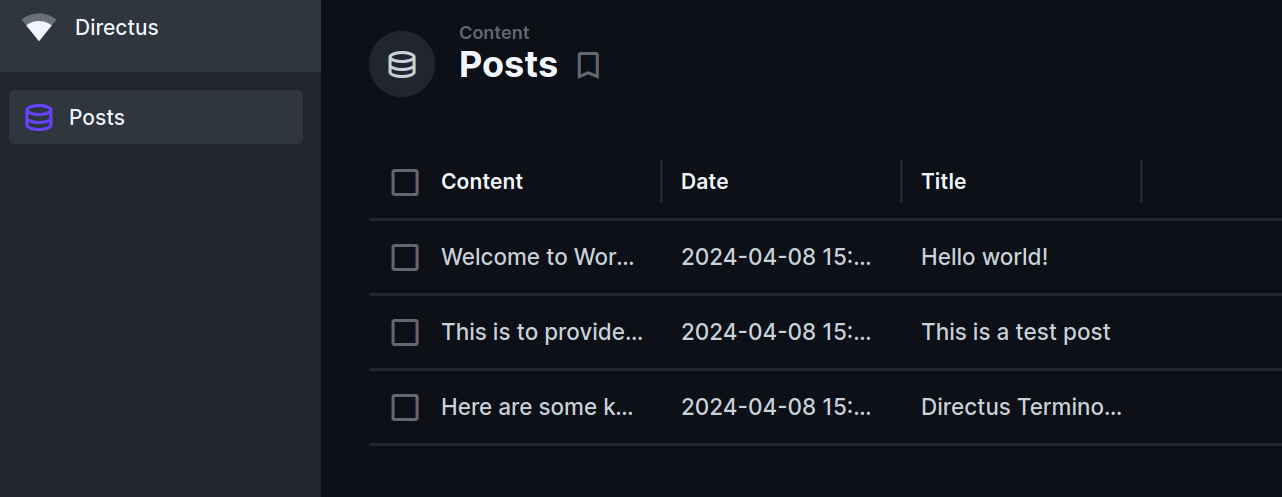 Directus
Posts
Content
Posts
Content Date Title
Welcome to Wor... 2024-04-08 15:... Hello world!
This is to provide... 2024-04-08 15:... This is a test post
Here are some k... 2024-04-08 15:... Directus Termino...